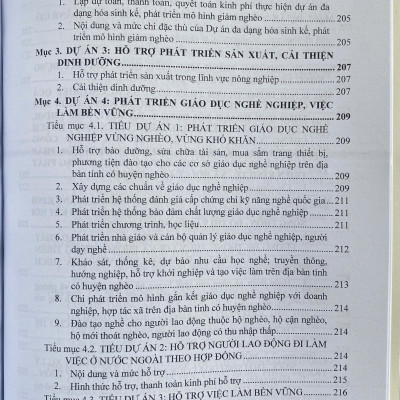 1. Lập dự toán, thanh toán, quyết toán kinh phí thực hiện dự án đa
dạng hóa sinh kế, phát triển mô hình giảm nghèo............205
2. Nội dung và mức chi đặc thù của Dự án đa dạng hóa sinh kế, phát
triển mô hình giảm nghèo............205
Mục 3. DỰ ÁN 3: HỖ TRỢ PHÁT TRIỂN SẢN XUẤT, CẢI THIỆN
DINH DƯỠNG............207
1. Hỗ trợ phát triển sản xuất trong lĩnh vực nông nghiệp............207
2. Cải thiện dinh dưỡng............207
Mục 4. DỰ ÁN 4: PHÁT TRIỂN GIÁO DỤC NGHỀ NGHIỆP, VIỆC
LÀM BỀN VỮNG............209
Tiểu mục 4.1. TIỂU DỰ ÁN 1: PHÁT TRIỂN GIÁO DỤC NGHỀ
NGHIỆP VÙNG NGHÈO, VÙNG KHÓ KHĂN............209
1. Hỗ trợ bảo dưỡng, sửa chữa tài sản, mua sắm trang thiết bị,
phương tiện đào tạo cho các cơ sở giáo dục nghề nghiệp trên địa
bàn tỉnh có huyện nghèo............209
2. Xây dựng các chuẩn về giáo dục nghề nghiệp............209
3. Phát triển hệ thống đánh giá cấp chứng chỉ kỹ năng nghề quốc gia...211
4. Phát triển hệ thống bảo đảm chất lượng giáo dục nghề nghiệp............211
5. Phát triển chương trình, học liệu............211
6. Phát triển nhà giáo và cán bộ quản lý giáo dục nghề nghiệp, người
dạy nghề............212
7. Khảo sát, thống kê, dự báo nhu cầu học nghề; truyền thông,
hướng nghiệp, hỗ trợ khởi nghiệp và tạo việc làm trên địa bàn tỉnh
có huyện nghèo............213
8. Chi phát triển mô hình gắn kết giáo dục nghề nghiệp với doanh
nghiệp, hợp tác xã trên địa bàn tỉnh có huyện nghèo............214
9. Đào tạo nghề cho người lao động thuộc hộ nghèo, hộ cận nghèo,
hộ mới thoát nghèo, người lao động có thu nhập thấp............214
Tiểu mục 4.2. TIỂU DỰ ÁN 2: HỖ TRỢ NGƯỜI LAO ĐỘNG ĐI LÀM
VIỆC Ở NƯỚC NGOÀI THEO HỢP ĐỒNG............214
1. Nội dung và mức hỗ trợ............214
2. Hình thức hỗ trợ, thanh toán kinh phí hỗ trợ............215
Tiểu mục 4.3. TIỂU DỰ ÁN 3: HỖ TRỢ VIỆC LÀM BỀN VỮNG............216